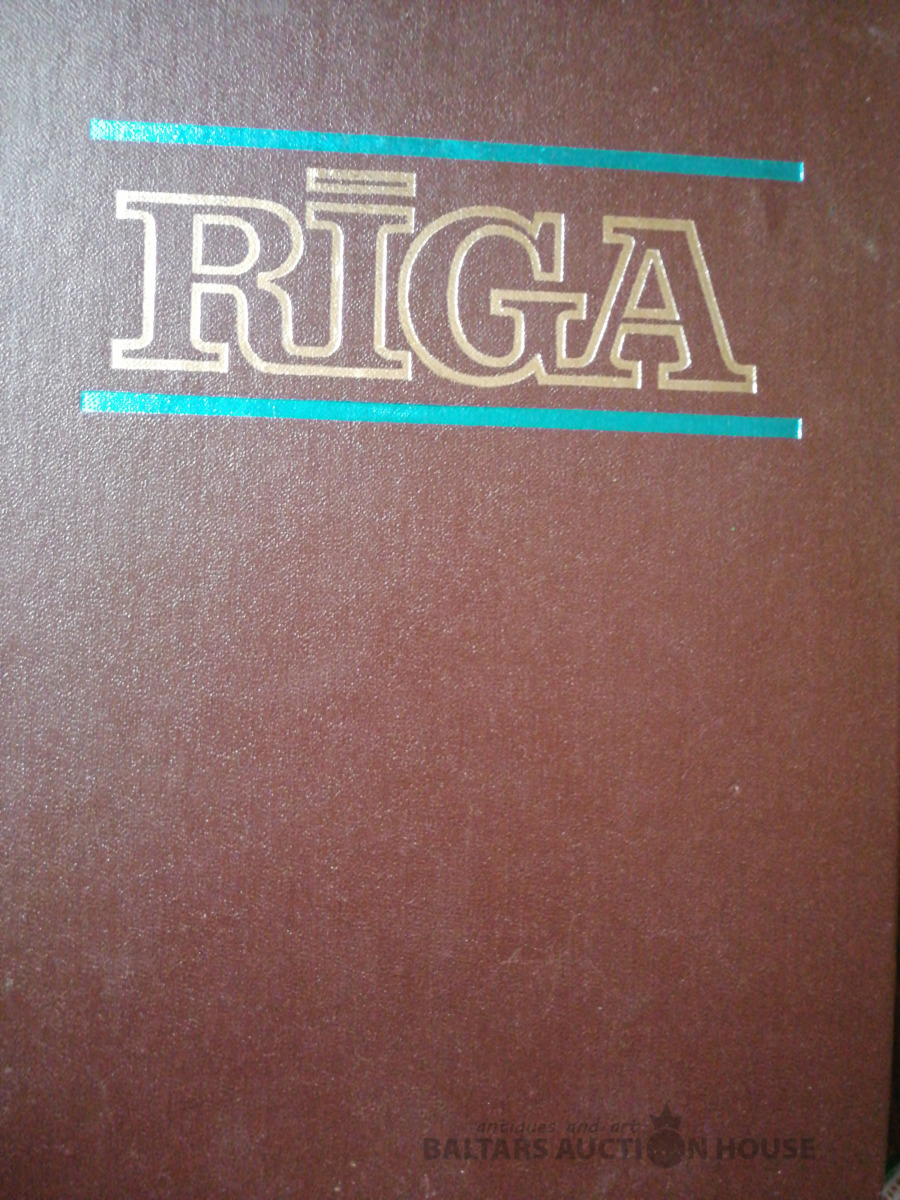 RĪGA
antiques and art
BALTARS AUCTION HOUSE